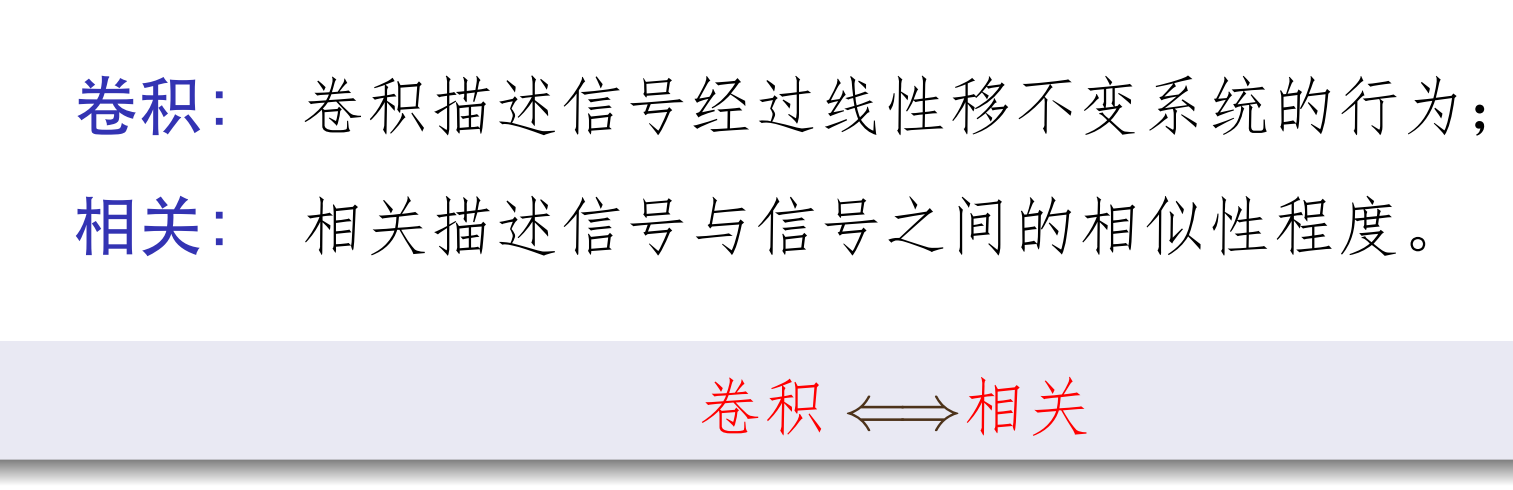 卷积： 卷积描述信号经过线性移不变系统的行为；
相关： 相关描述信号与信号之间的相似性程度。
卷积 ⟺ 相关